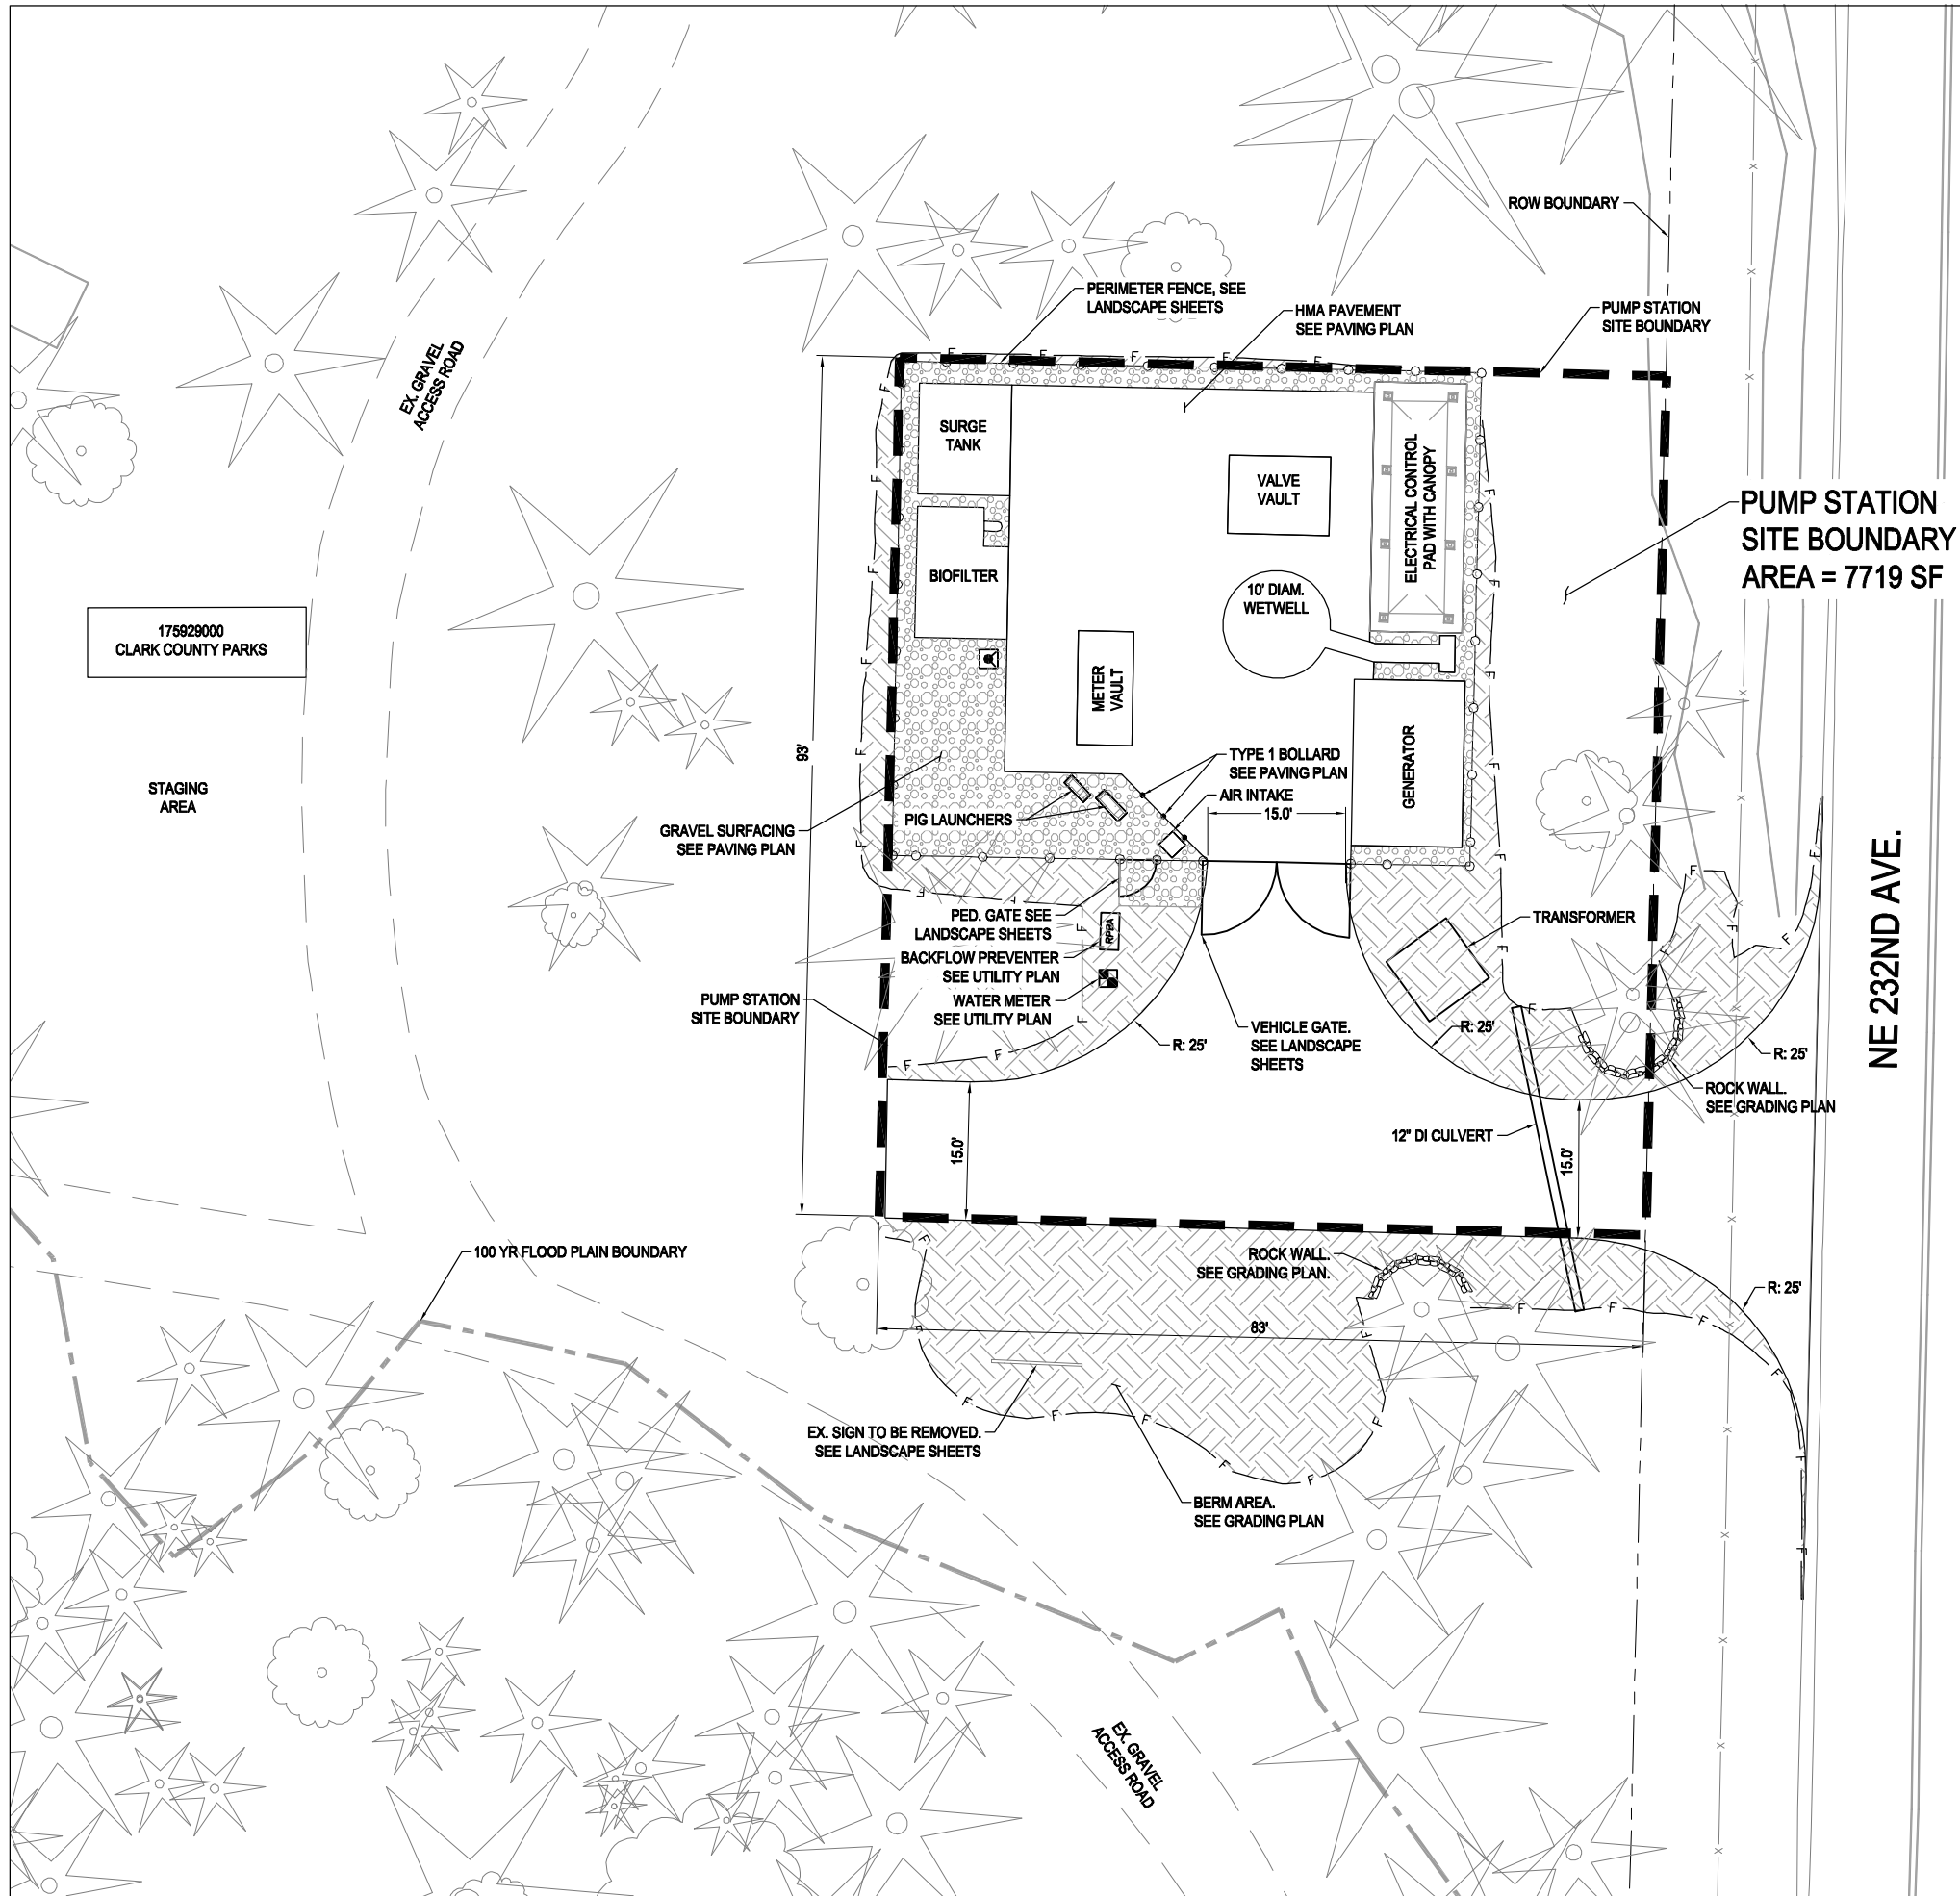 ROW BOUNDARY
PERIMETER FENCE, SEE
LANDSCAPE SHEETS
HMA PAVEMENT
SEE PAVING PLAN
PUMP STATION
SITE BOUNDARY
EX. GRAVEL
ACCESS ROAD
SURGE
TANK
VALVE
VAULT
ELECTRICAL CONTROL
PAD WITH CANOPY
PUMP STATION
SITE BOUNDARY
AREA = 7719 SF
BIOFILTER
10' DIAM.
WETWELL
175929000
CLARK COUNTY PARKS
METER
VAULT
93'
STAGING
AREA
TYPE 1 BOLLARD
SEE PAVING PLAN
AIR INTAKE
15.0'
GENERATOR
PIG LAUNCHERS
GRAVEL SURFACING
SEE PAVING PLAN
NE 232ND AVE.
PED. GATE SEE
LANDSCAPE SHEETS
RPBA
TRANSFORMER
BACKFLOW PREVENTER
SEE UTILITY PLAN
WATER METER
SEE UTILITY PLAN
PUMP STATION
SITE BOUNDARY
VEHICLE GATE.
SEE LANDSCAPE
SHEETS
R: 25'
R: 25'
R: 25'
ROCK WALL.
SEE GRADING PLAN
12" DI CULVERT
15.0'
15.0'
100 YR FLOOD PLAIN BOUNDARY
ROCK WALL.
SEE GRADING PLAN.
R: 25'
83'
EX. SIGN TO BE REMOVED.
SEE LANDSCAPE SHEETS
BERM AREA.
SEE GRADING PLAN
EX. GRAVEL
ACCESS ROAD